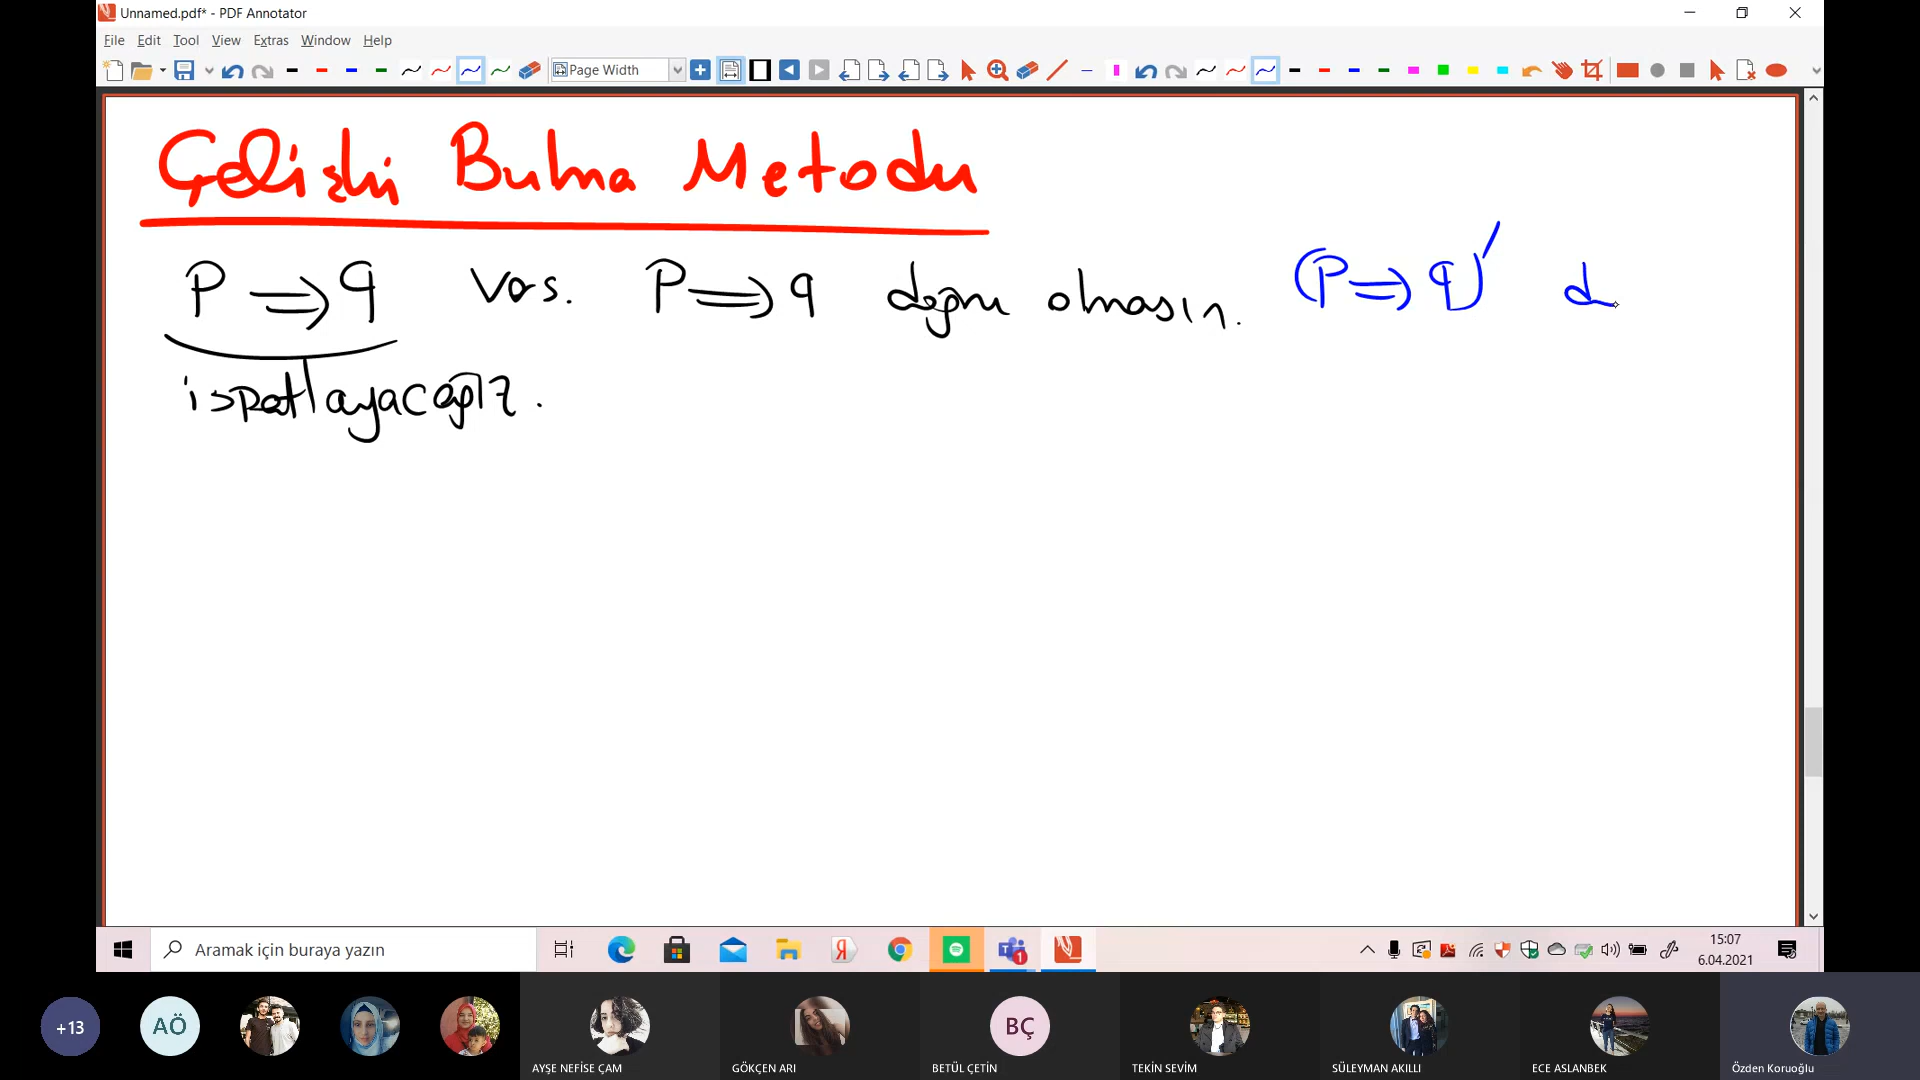 Unnamed.pdf* - PDF Annotator
File Edit Tool View Extras Window Help
Page Width
Çelişki Bulma Metodu
P ⟹ q vars. P ⟹ q doğru olmasın. (P ⟹ q)' d
ispatlayacağız.
Aramak için buraya yazın
1
15:07
6.04.2021
+13
AÖ
BÇ
AYŞE NEFİSE ÇAM
GÖKÇEN ARI
BETÜL ÇETİN
TEKİN SEVİM
SÜLEYMAN AKILLI
ECE ASLANBEK
Özden Koruoğlu